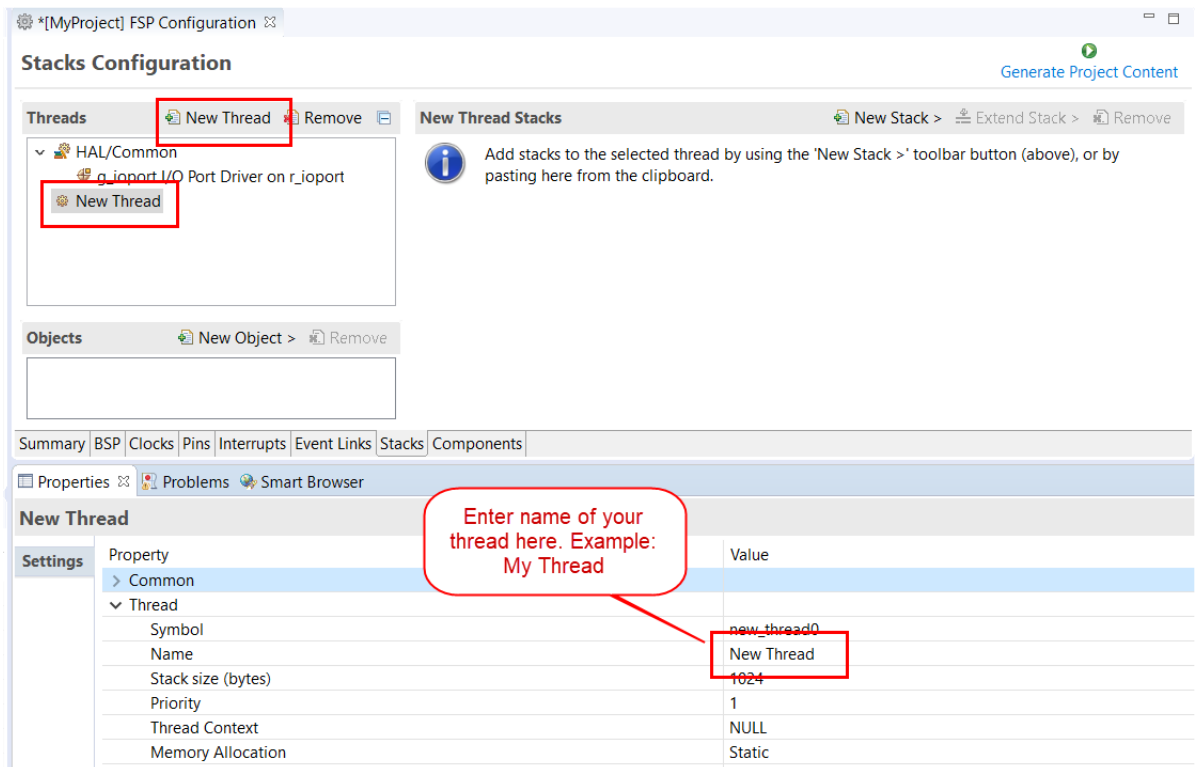 *[MyProject] FSP Configuration
Stacks Configuration
Generate Project Content
Threads New Thread Remove
New Thread Stacks New Stack > Extend Stack > Remove
HAL/Common
g_ioport I/O Port Driver on r_ioport
New Thread
Add stacks to the selected thread by using the 'New Stack >' toolbar button (above), or by
pasting here from the clipboard.
Objects New Object > Remove
Summary BSP Clocks Pins Interrupts Event Links Stacks Components
Properties Problems Smart Browser
New Thread
Enter name of your
thread here. Example:
My Thread
Settings Property Value
Common
Thread
Symbol new_thread0
Name New Thread
Stack size (bytes) 1024
Priority 1
Thread Context NULL
Memory Allocation Static